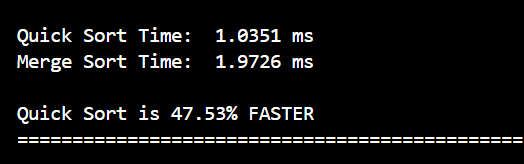 Quick Sort Time:  1.0351 ms
Merge Sort Time:  1.9726 ms
Quick Sort is 47.53% FASTER
==============================================